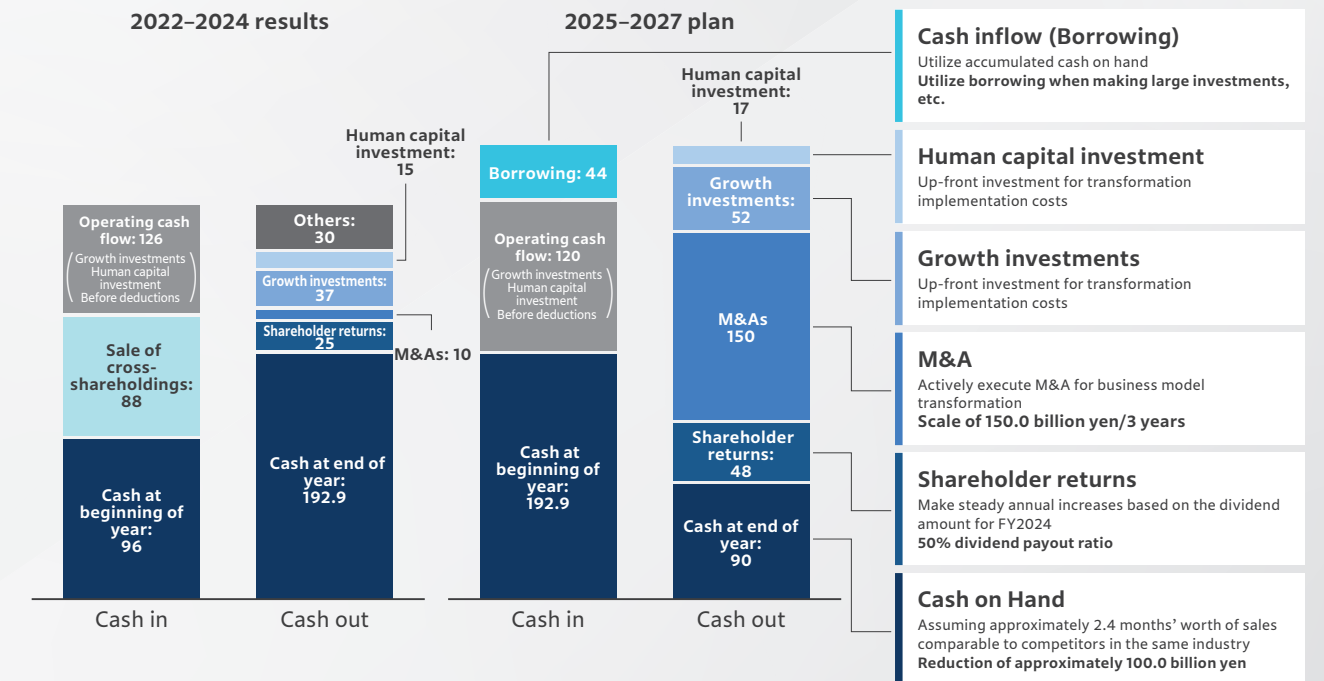 2022–2024 results
Human capital
investment:
15
Operating cash
flow: 126
Growth investments
Human capital
investment
Before deductions
Sale of
cross-
shareholdings:
88
Cash at
beginning of
year:
96
Cash in
Others:
30
Growth investments:
37
Shareholder returns:
25
M&As: 10
Cash at end of
year:
192.9
Cash out
2025–2027 plan
Borrowing: 44
Operating cash
flow: 120
Growth investments
Human capital
investment
Before deductions
Cash at
beginning of
year:
192.9
Cash in
Human capital
investment:
17
Growth
investments:
52
M&As
150
Shareholder
returns:
48
Cash at end of
year:
90
Cash out
Cash inflow (Borrowing)
Utilize accumulated cash on hand
Utilize borrowing when making large investments,
etc.
Human capital investment
Up-front investment for transformation
implementation costs
Growth investments
Up-front investment for transformation
implementation costs
M&A
Actively execute M&A for business model
transformation
Scale of 150.0 billion yen/3 years
Shareholder returns
Make steady annual increases based on the dividend
amount for FY2024
50% dividend payout ratio
Cash on Hand
Assuming approximately 2.4 months’ worth of sales
comparable to competitors in the same industry
Reduction of approximately 100.0 billion yen